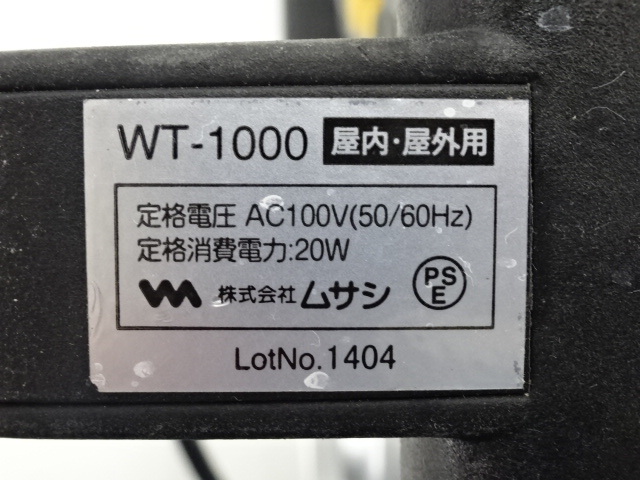 WT-1000 屋内・屋外用
定格電圧 AC100V(50/60Hz)
定格消費電力:20W
株式会社 ムサシ PSE
LotNo.1404